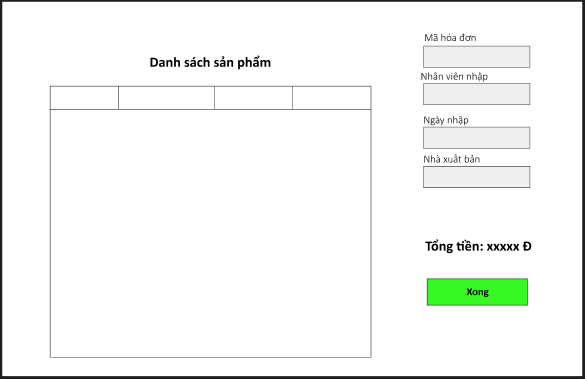 Danh sách sản phẩm
Mã hóa đơn
Nhân viên nhập
Ngày nhập
Nhà xuất bản
Tổng tiền: xxxxx Đ
Xong